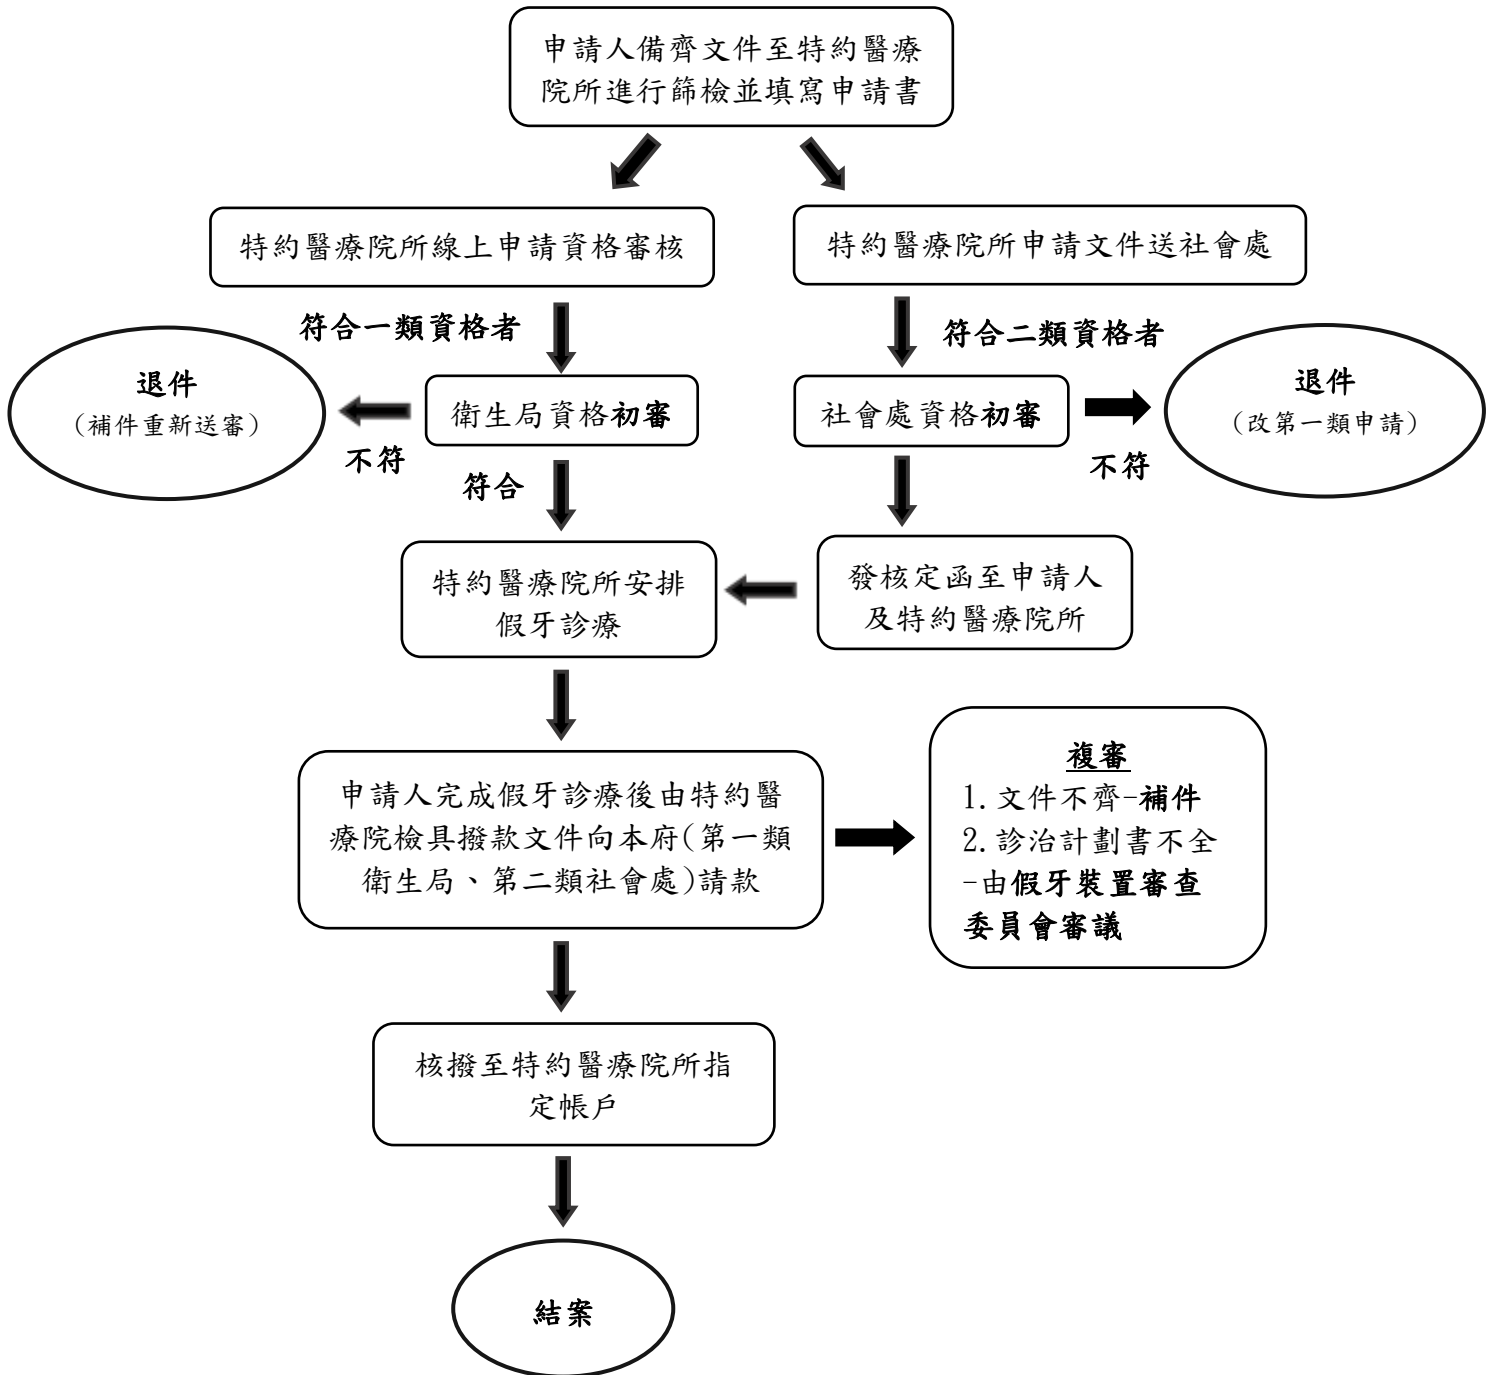 申請人備齊文件至特約醫療
院所進行篩檢並填寫申請書
特約醫療院所線上申請資格審核
特約醫療院所申請文件送社會處
符合一類資格者
符合二類資格者
退件
(補件重新送審)
不符
衛生局資格初審
符合
社會處資格初審
不符
退件
(改第一類申請)
特約醫療院所安排
假牙診療
發核定函至申請人
及特約醫療院所
申請人完成假牙診療後由特約醫
療院檢具撥款文件向本府(第一類
衛生局、第二類社會處)請款
複審
1.文件不齊-補件
2.診治計劃書不全
-由假牙裝置審查
委員會審議
核撥至特約醫療院所指
定帳戶
結案